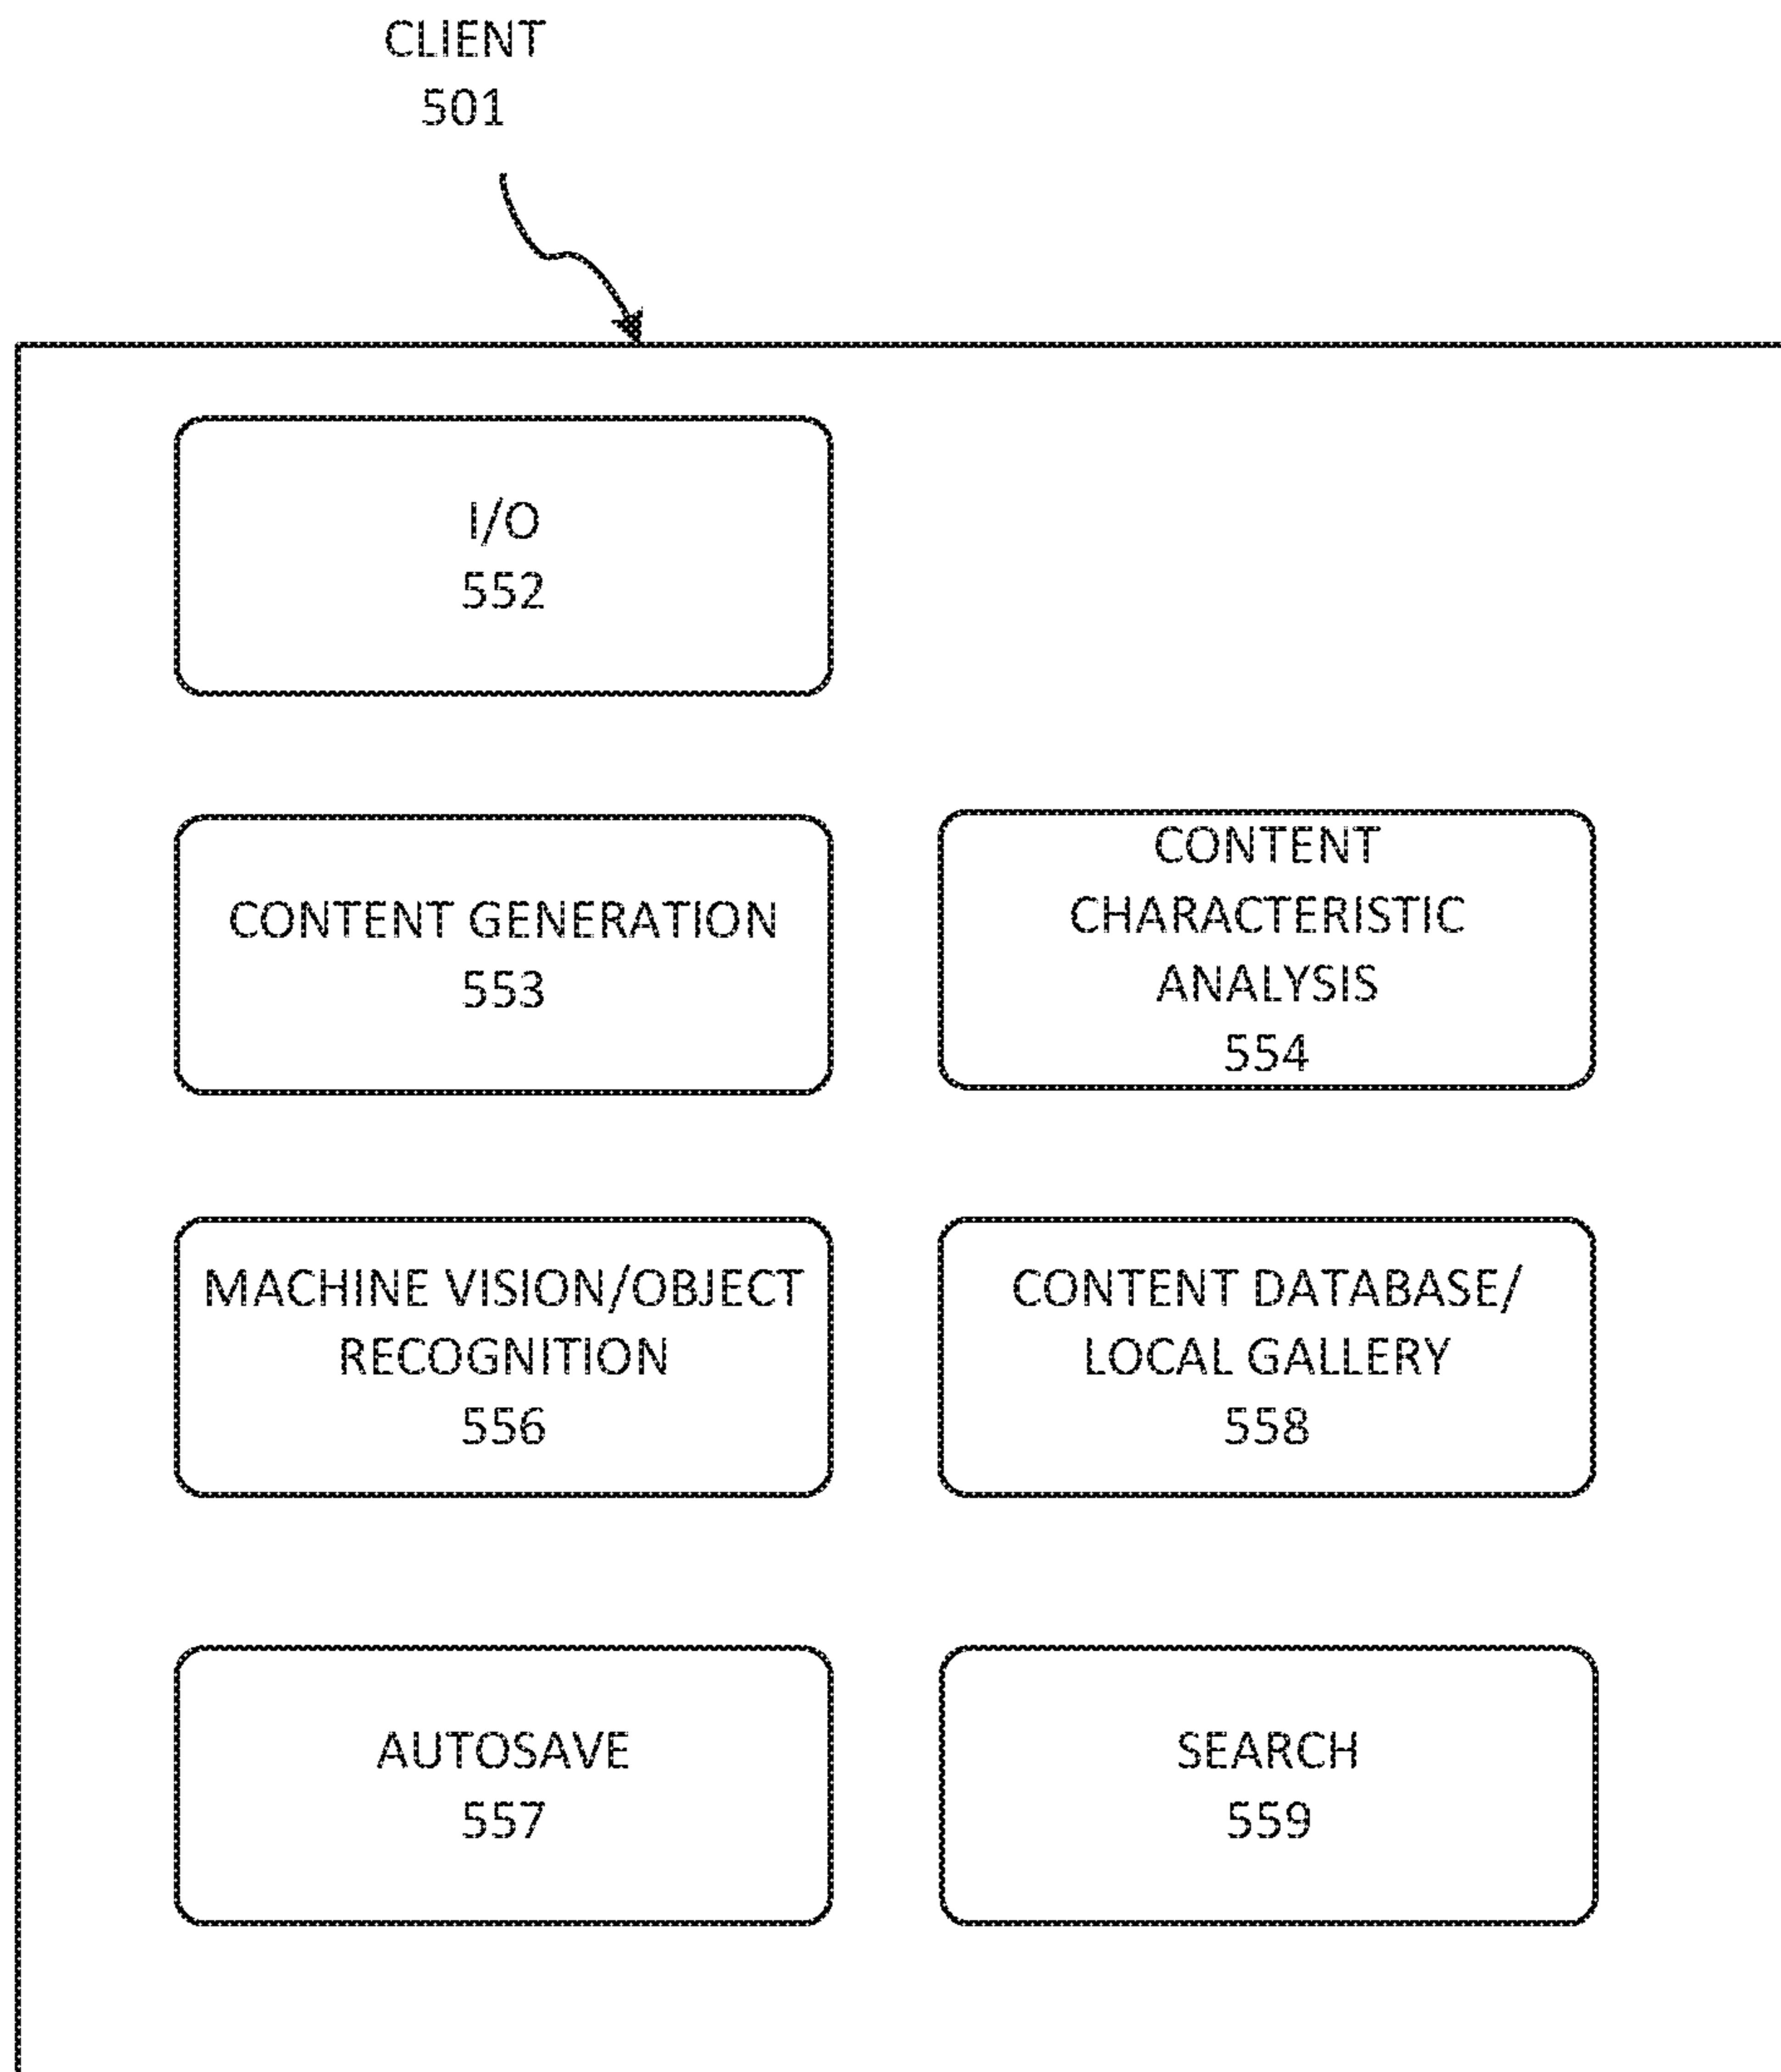 CLIENT
501
I/O
552
CONTENT GENERATION
553
CONTENT
CHARACTERISTIC
ANALYSIS
554
MACHINE VISION/OBJECT
RECOGNITION
556
CONTENT DATABASE/
LOCAL GALLERY
558
AUTOSAVE
557
SEARCH
559